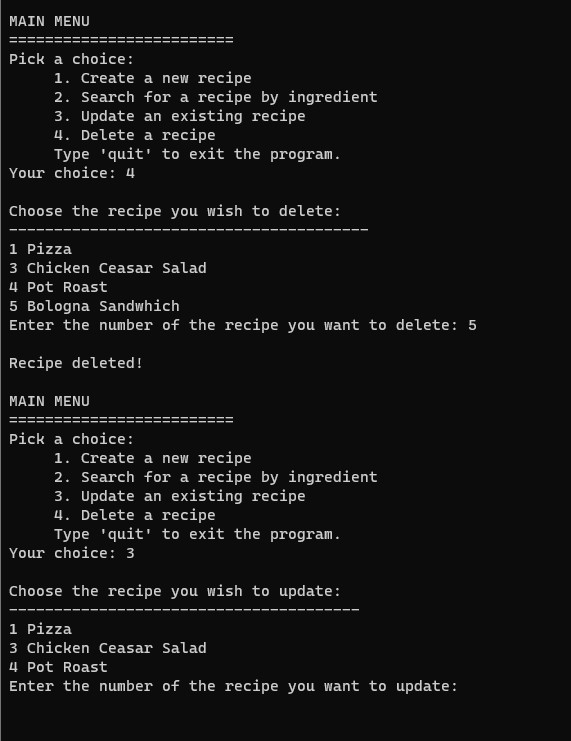 MAIN MENU
=========================
Pick a choice:
     1. Create a new recipe
     2. Search for a recipe by ingredient
     3. Update an existing recipe
     4. Delete a recipe
     Type 'quit' to exit the program.
Your choice: 4

Choose the recipe you wish to delete:
----------------------------------------
1 Pizza
3 Chicken Ceasar Salad
4 Pot Roast
5 Bologna Sandwhich
Enter the number of the recipe you want to delete: 5

Recipe deleted!

MAIN MENU
=========================
Pick a choice:
     1. Create a new recipe
     2. Search for a recipe by ingredient
     3. Update an existing recipe
     4. Delete a recipe
     Type 'quit' to exit the program.
Your choice: 3

Choose the recipe you wish to update:
---------------------------------------
1 Pizza
3 Chicken Ceasar Salad
4 Pot Roast
Enter the number of the recipe you want to update: